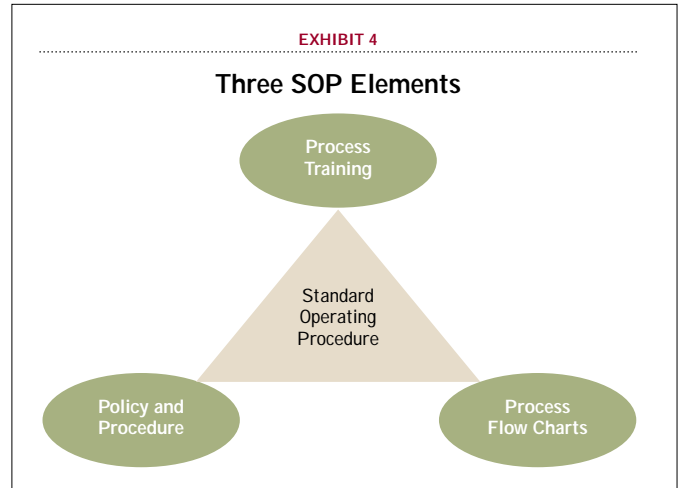 EXHIBIT 4
Three SOP Elements
Process
Training
Standard
Operating
Procedure
Policy and
Procedure
Process
Flow Charts